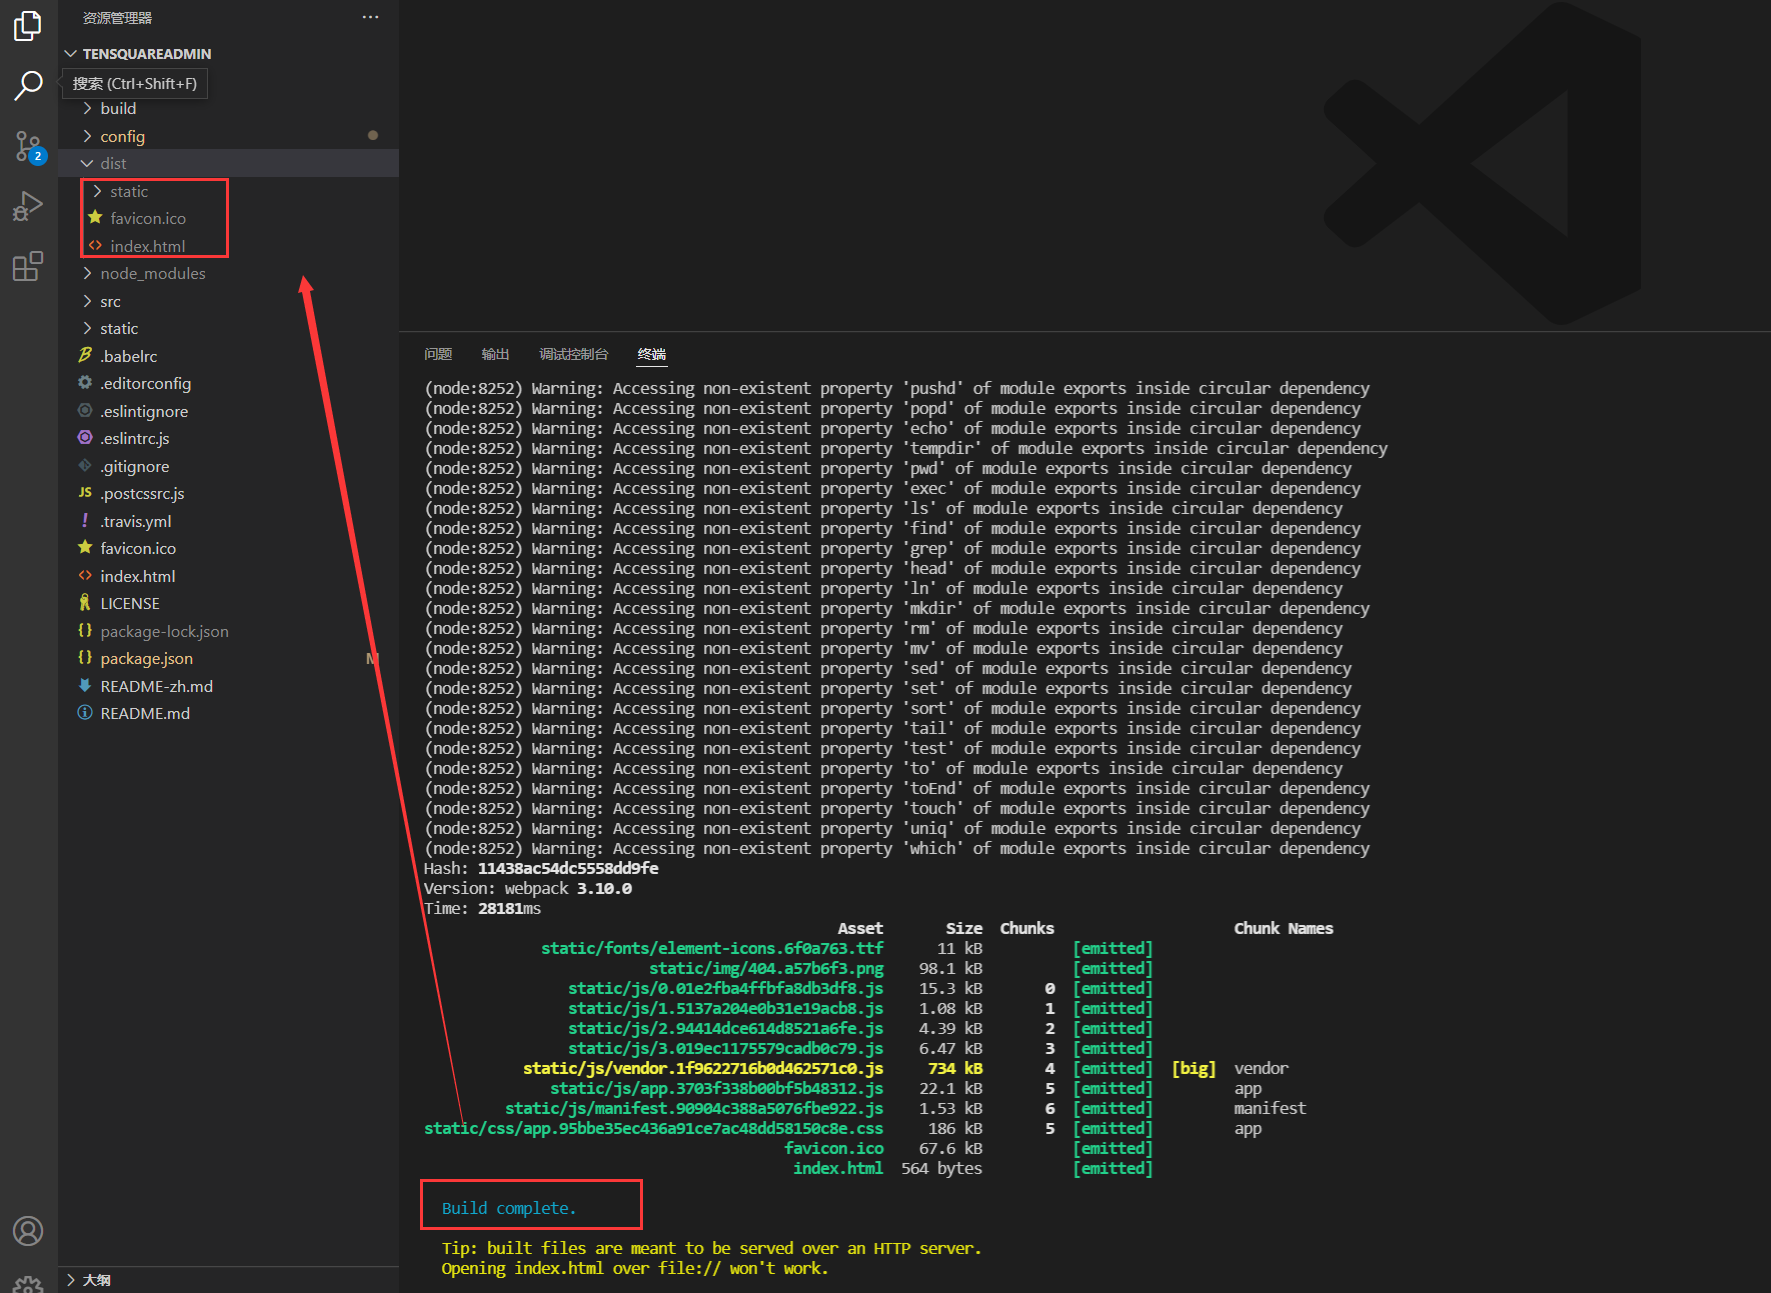 资源管理器
TENSQUAREADMIN
搜索 (Ctrl+Shift+F)
build
config
2
dist
static
favicon.ico
index.html
node_modules
src
static
.babelrc
.editorconfig
.eslintignore
.eslintrc.js
.gitignore
JS .postcssrc.js
! .travis.yml
favicon.ico
index.html
LICENSE
{} package-lock.json
{} package.json M
README-zh.md
README.md
大纲
问题 输出 调试控制台 终端
(node:8252) Warning: Accessing non-existent property 'pushd' of module exports inside circular dependency
(node:8252) Warning: Accessing non-existent property 'popd' of module exports inside circular dependency
(node:8252) Warning: Accessing non-existent property 'echo' of module exports inside circular dependency
(node:8252) Warning: Accessing non-existent property 'tempdir' of module exports inside circular dependency
(node:8252) Warning: Accessing non-existent property 'pwd' of module exports inside circular dependency
(node:8252) Warning: Accessing non-existent property 'exec' of module exports inside circular dependency
(node:8252) Warning: Accessing non-existent property 'ls' of module exports inside circular dependency
(node:8252) Warning: Accessing non-existent property 'find' of module exports inside circular dependency
(node:8252) Warning: Accessing non-existent property 'grep' of module exports inside circular dependency
(node:8252) Warning: Accessing non-existent property 'head' of module exports inside circular dependency
(node:8252) Warning: Accessing non-existent property 'ln' of module exports inside circular dependency
(node:8252) Warning: Accessing non-existent property 'mkdir' of module exports inside circular dependency
(node:8252) Warning: Accessing non-existent property 'rm' of module exports inside circular dependency
(node:8252) Warning: Accessing non-existent property 'mv' of module exports inside circular dependency
(node:8252) Warning: Accessing non-existent property 'sed' of module exports inside circular dependency
(node:8252) Warning: Accessing non-existent property 'set' of module exports inside circular dependency
(node:8252) Warning: Accessing non-existent property 'sort' of module exports inside circular dependency
(node:8252) Warning: Accessing non-existent property 'tail' of module exports inside circular dependency
(node:8252) Warning: Accessing non-existent property 'test' of module exports inside circular dependency
(node:8252) Warning: Accessing non-existent property 'to' of module exports inside circular dependency
(node:8252) Warning: Accessing non-existent property 'toEnd' of module exports inside circular dependency
(node:8252) Warning: Accessing non-existent property 'touch' of module exports inside circular dependency
(node:8252) Warning: Accessing non-existent property 'uniq' of module exports inside circular dependency
(node:8252) Warning: Accessing non-existent property 'which' of module exports inside circular dependency
Hash: 11438ac54dc5558dd9fe
Version: webpack 3.10.0
Time: 28181ms
Asset Size Chunks Chunk Names
static/fonts/element-icons.6f0a763.ttf 11 kB [emitted]
static/img/404.a57b6f3.png 98.1 kB [emitted]
static/js/0.01e2fba4ffbfa8db3df8.js 15.3 kB 0 [emitted]
static/js/1.5137a204e0b31e19acb8.js 1.08 kB 1 [emitted]
static/js/2.94414dce614d8521a6fe.js 4.39 kB 2 [emitted]
static/js/3.019ec1175579cadb0c79.js 6.47 kB 3 [emitted]
static/js/vendor.1f9622716b0d462571c0.js 734 kB 4 [emitted] [big] vendor
static/js/app.3703f338b00bf5b48312.js 22.1 kB 5 [emitted] app
static/js/manifest.90904c388a5076fbe922.js 1.53 kB 6 [emitted] manifest
static/css/app.95bbe35ec436a91ce7ac48dd58150c8e.css 186 kB 5 [emitted] app
favicon.ico 67.6 kB [emitted]
index.html 564 bytes [emitted]
Build complete.
Tip: built files are meant to be served over an HTTP server.
Opening index.html over file:// won't work.